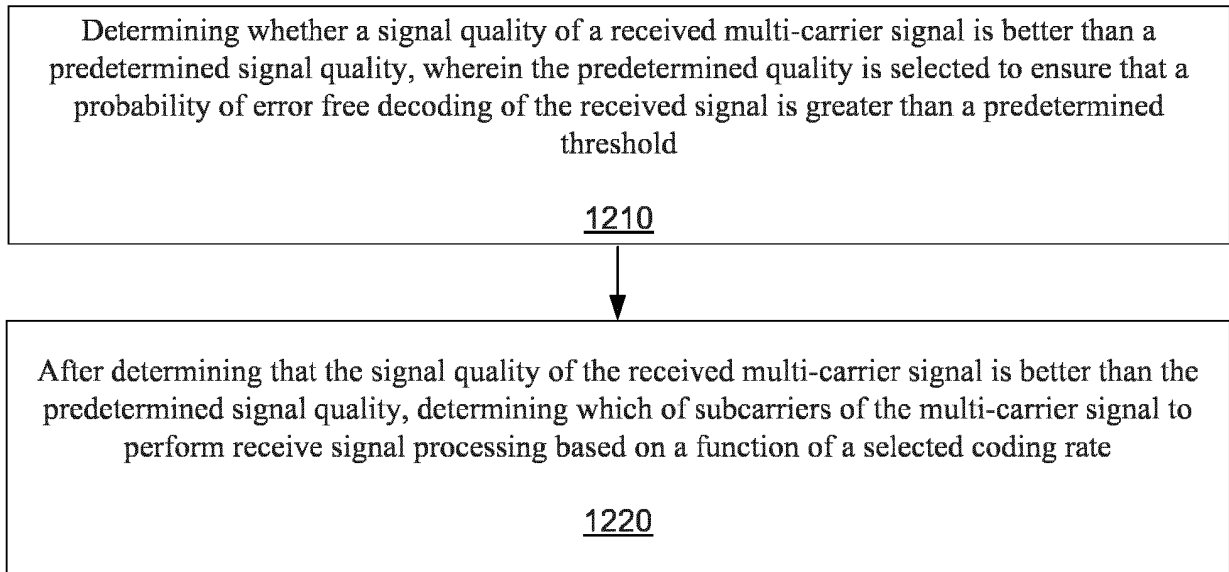 Determining whether a signal quality of a received multi-carrier signal is better than a
predetermined signal quality, wherein the predetermined quality is selected to ensure that a
probability of error free decoding of the received signal is greater than a predetermined
threshold
1210
After determining that the signal quality of the received multi-carrier signal is better than the
predetermined signal quality, determining which of subcarriers of the multi-carrier signal to
perform receive signal processing based on a function of a selected coding rate
1220